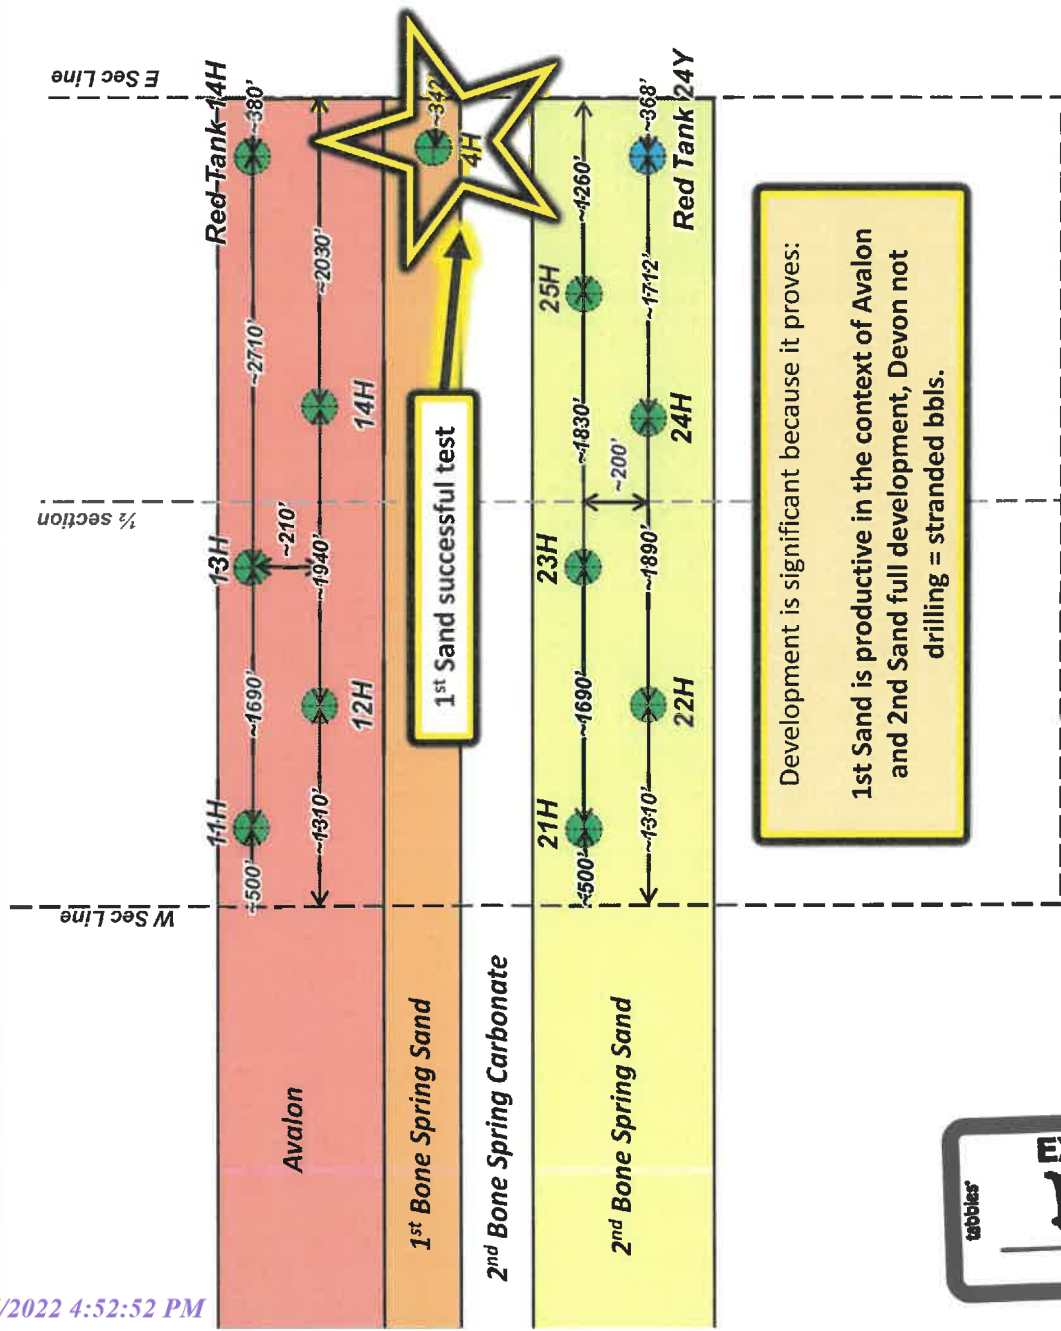 W Sec Line
½ section
E Sec Line
11H
13H
Red Tank 14H
~500'
~1690'
~2710'
~380'
~210'
Avalon
~1310'
~1940'
~2030'
12H
14H
1st Bone Spring Sand
1st Sand successful test
~342'
4H
2nd Bone Spring Carbonate
21H
23H
25H
~500'
~1690'
~1830'
~1260'
2nd Bone Spring Sand
~200'
~1310'
~1890'
~1712'
~368'
22H
24H
Red Tank 24Y
Development is significant because it proves:
1st Sand is productive in the context of Avalon
and 2nd Sand full development, Devon not
drilling = stranded bbls.
tabbies'
/2022 4:52:52 PM